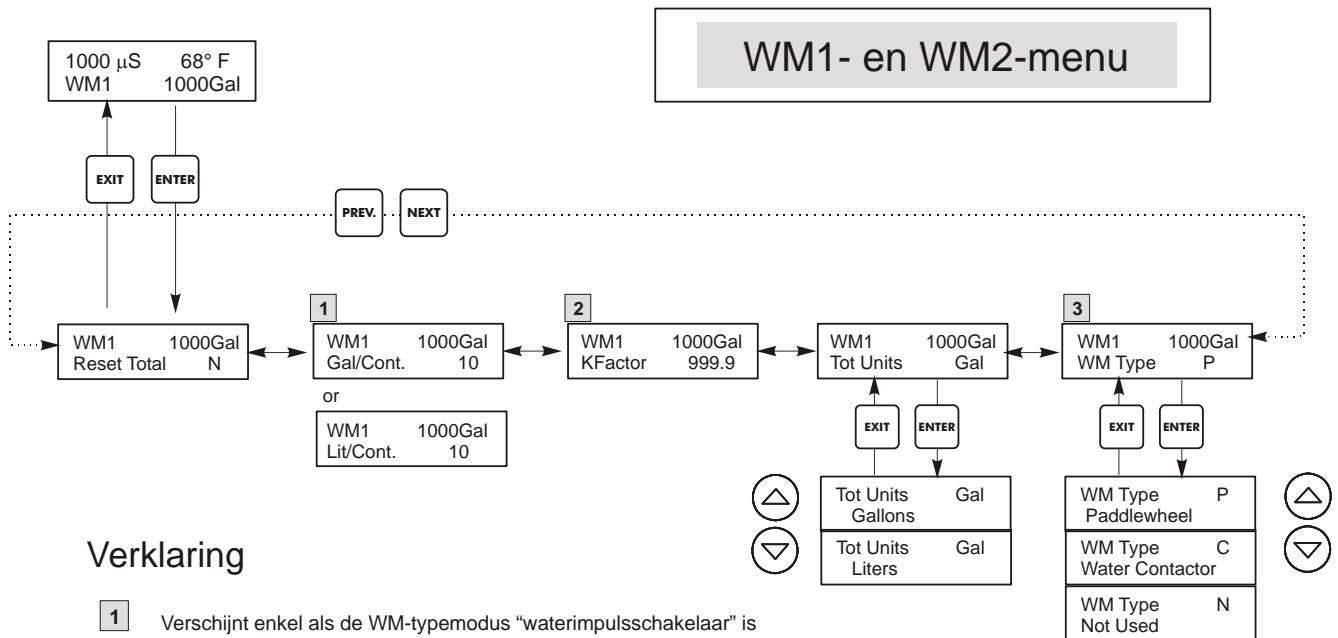 WM1- en WM2-menu
1000 µS 68° F
WM1 1000Gal
EXIT ENTER
PREV. NEXT
1
2
3
WM1 1000Gal
Reset Total N
WM1 1000Gal
Gal/Cont. 10
or
WM1 1000Gal
Lit/Cont. 10
WM1 1000Gal
KFactor 999.9
WM1 1000Gal
Tot Units Gal
EXIT ENTER
Tot Units Gal
Gallons
Tot Units Gal
Liters
WM1 1000Gal
WM Type P
EXIT ENTER
WM Type P
Paddlewheel
WM Type C
Water Contactor
WM Type N
Not Used
Verklaring
1 Verschijnt enkel als de WM-typemodus “waterimpulsschakelaar” is